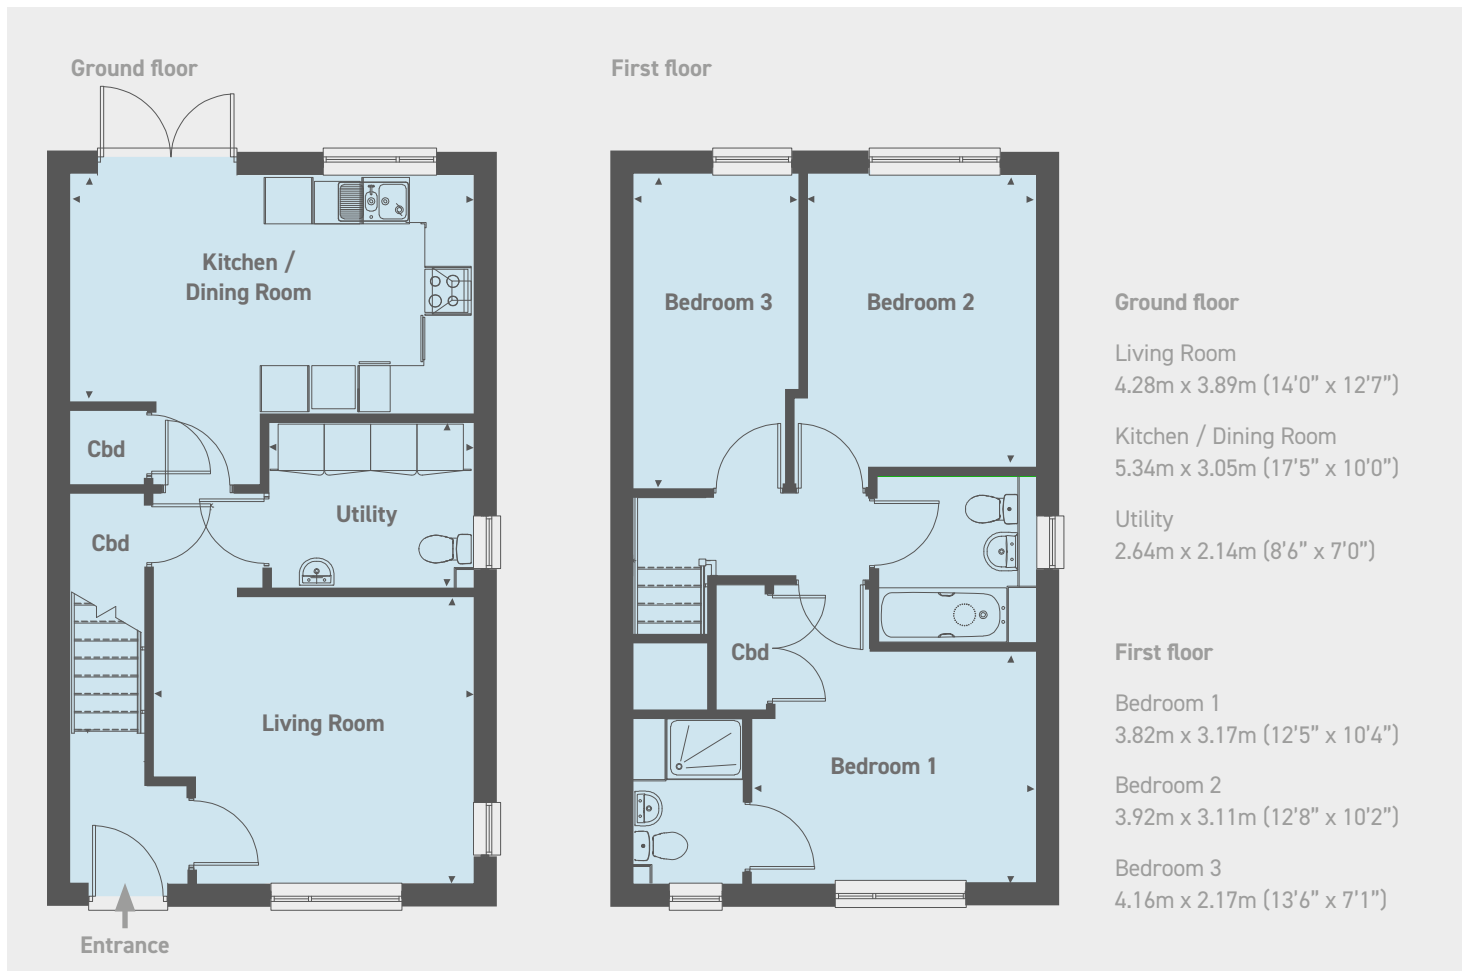 Ground floor
First floor
Kitchen /
Dining Room
Cbd
Cbd
Utility
Living Room
Entrance
Bedroom 3
Bedroom 2
Cbd
Bedroom 1
Ground floor
Living Room
4.28m x 3.89m (14’0” x 12’7”)
Kitchen / Dining Room
5.34m x 3.05m (17’5” x 10’0”)
Utility
2.64m x 2.14m (8’6” x 7’0”)
First floor
Bedroom 1
3.82m x 3.17m (12’5” x 10’4”)
Bedroom 2
3.92m x 3.11m (12’8” x 10’2”)
Bedroom 3
4.16m x 2.17m (13’6” x 7’1”)